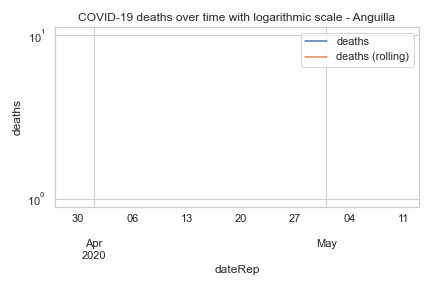 COVID-19 deaths over time with logarithmic scale - Anguilla
deaths
deaths (rolling)
deaths
10¹
10⁰
30 06 13 20 27 04 11
Apr May
2020
dateRep